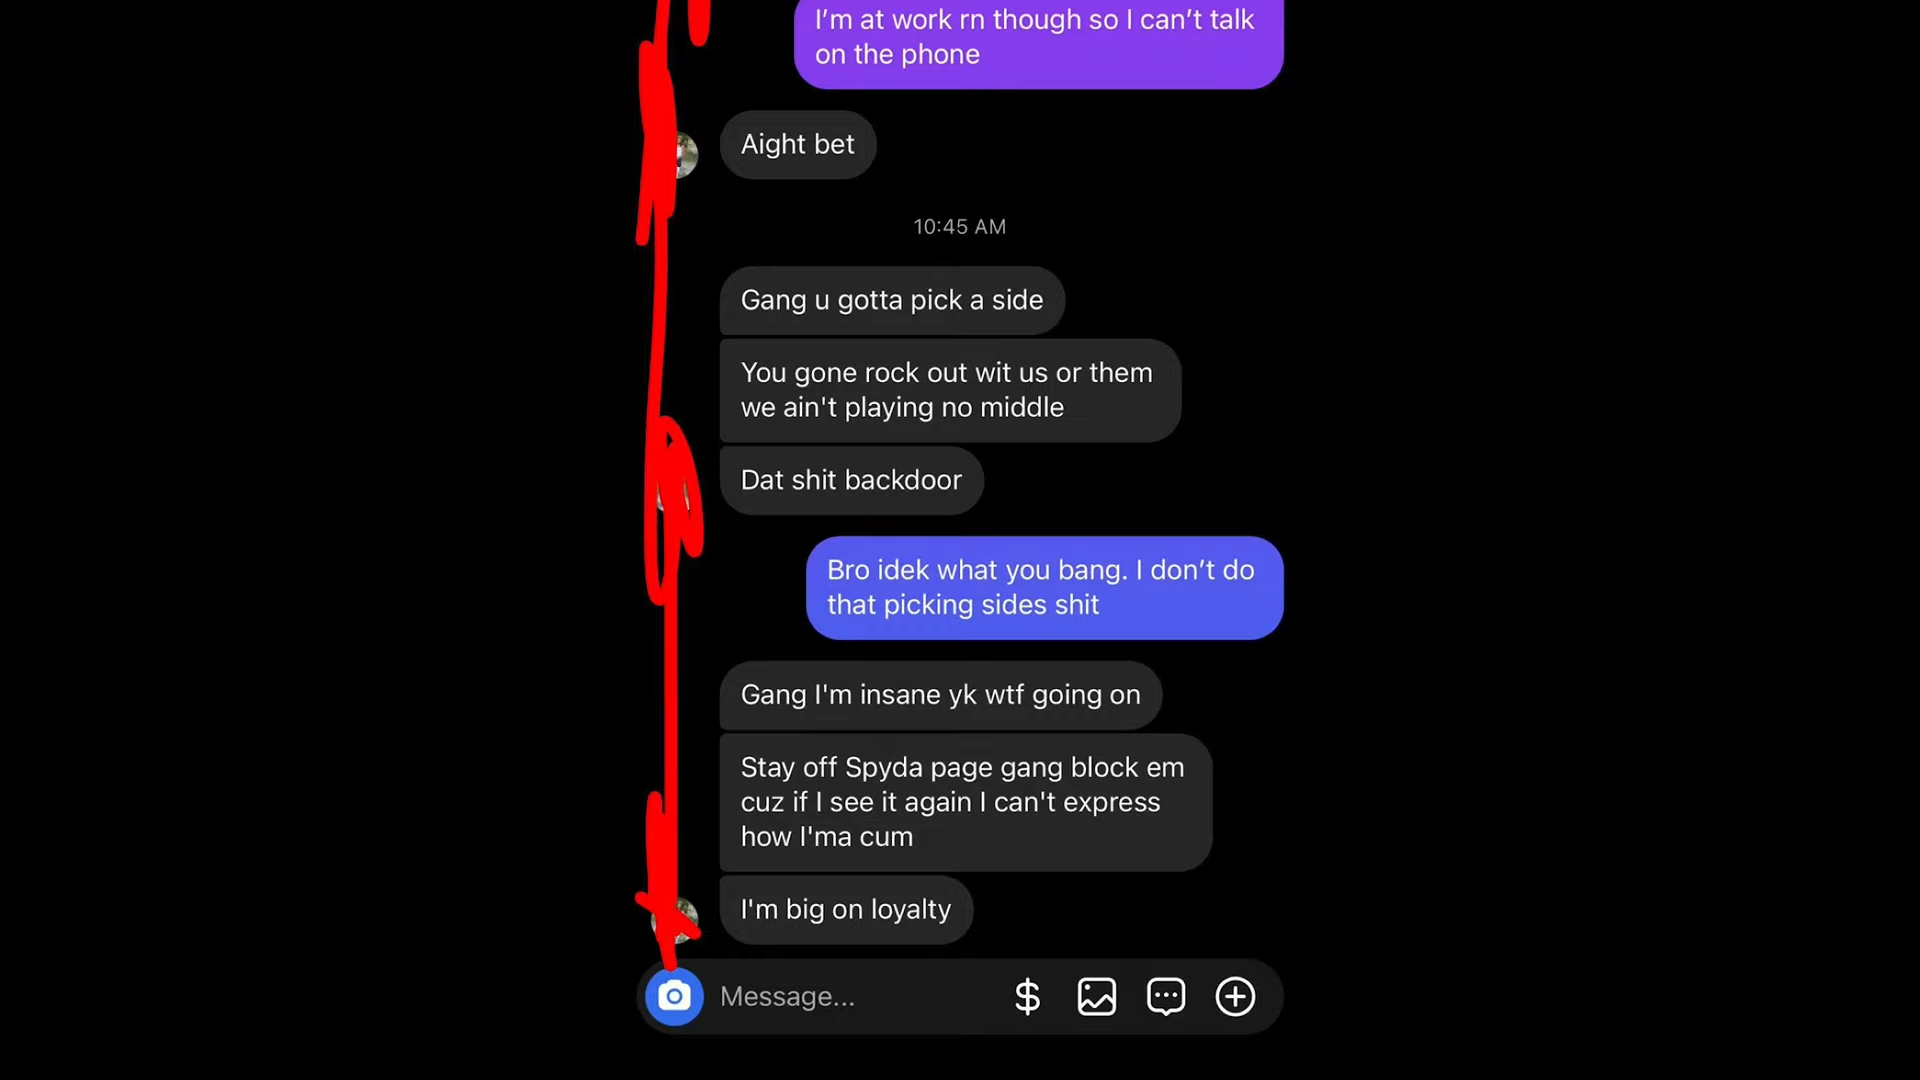 I’m at work rn though so I can’t talk
on the phone
Aight bet
10:45 AM
Gang u gotta pick a side
You gone rock out wit us or them
we ain't playing no middle
Dat shit backdoor
Bro idek what you bang. I don’t do
that picking sides shit
Gang I'm insane yk wtf going on
Stay off Spyda page gang block em
cuz if I see it again I can't express
how I'ma cum
I'm big on loyalty
Message...